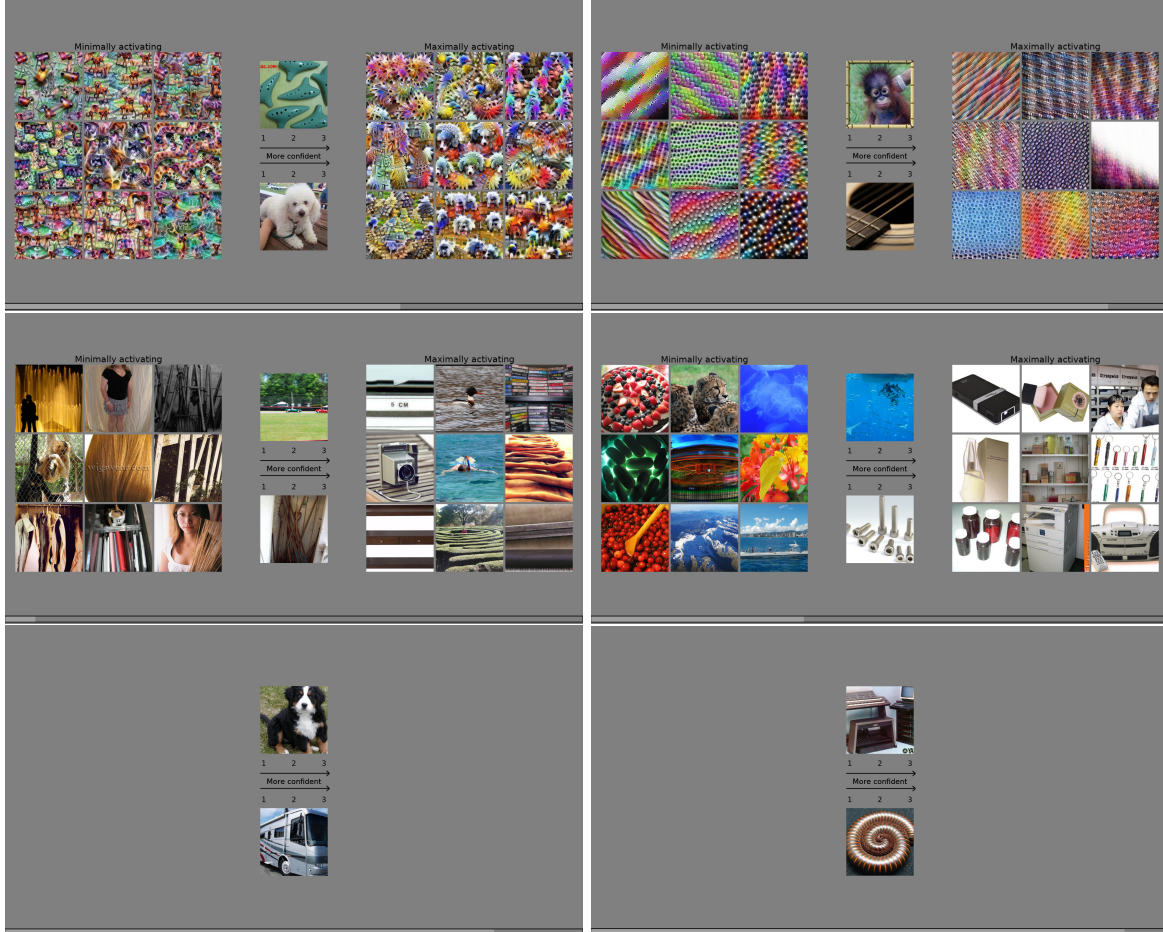 Minimally activating
Maximally activating
1 2 3
More confident
1 2 3
Minimally activating
Maximally activating
1 2 3
More confident
1 2 3
Minimally activating
Maximally activating
5 CM
1 2 3
More confident
1 2 3
Minimally activating
Maximally activating
1 2 3
More confident
1 2 3
1 2 3
More confident
1 2 3
1 2 3
More confident
1 2 3